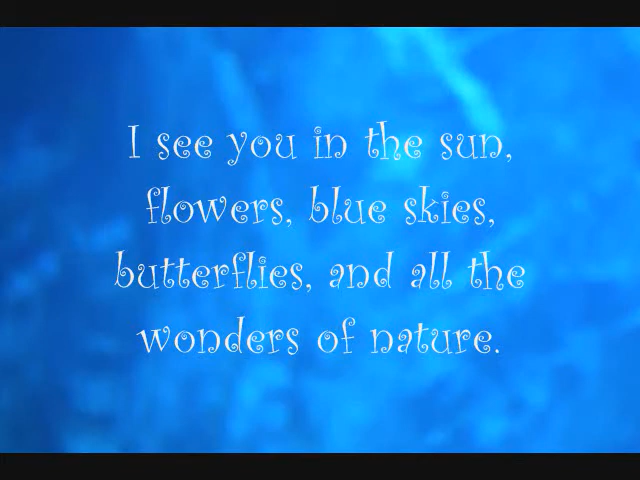 I see you in the sun,
flowers, blue skies,
butterflies, and all the
wonders of nature.